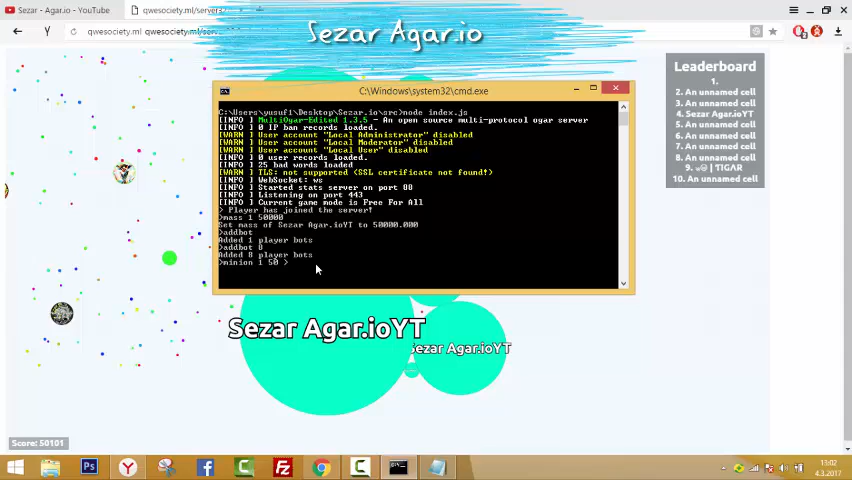 Sezar - Agar.io - YouTube
qwesociety.ml/server3
qwesociety.ml qwesociety.ml/ser
Sezar Agar.io
C:\Windows\system32\cmd.exe
C:\Users\yusuf1\Desktop\Sezar.io\src>node index.js
[INFO ] MultiOgar-Edited 1.3.5 - An open source multi-protocol ogar server
[INFO ] 0 IP ban records loaded.
[WARN ] User account "Local Administrator" disabled
[WARN ] User account "Local Moderator" disabled
[WARN ] User account "Local User" disabled
[INFO ] 0 user records loaded.
[INFO ] 25 bad words loaded
[WARN ] TLS: not supported (SSL certificate not found!)
[INFO ] WebSocket: ws
[INFO ] Started stats server on port 88
[INFO ] Listening on port 443
[INFO ] Current game mode is Free For All
> Player has joined the server!
>mass 1 50000
Set mass of Sezar Agar.ioYT to 50000.000
>addbot
Added 1 player bots
>addbot 8
Added 8 player bots
>minion 1 50 >
Leaderboard
1.
2. An unnamed cell
3. An unnamed cell
4. Sezar Agar.ioYT
5. An unnamed cell
6. An unnamed cell
7. An unnamed cell
8. An unnamed cell
9. | TIGAR
10. An unnamed cell
Sezar Agar.ioYT
Sezar Agar.ioYT
Score: 50101
13:02
4.3.2017